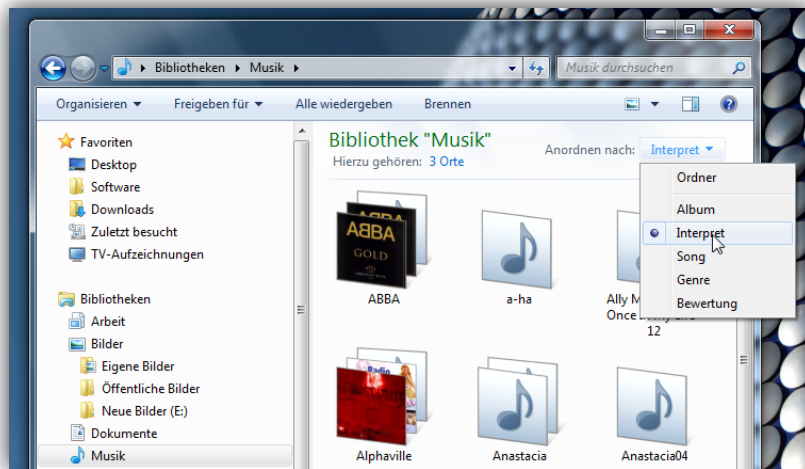 Bibliotheken Musik
Musik durchsuchen
Organisieren Freigeben für Alle wiedergeben Brennen
Favoriten
Desktop
Software
Downloads
Zuletzt besucht
TV-Aufzeichnungen
Bibliotheken
Arbeit
Bilder
Eigene Bilder
Öffentliche Bilder
Neue Bilder (E:)
Dokumente
Musik
Bibliothek "Musik"
Hierzu gehören: 3 Orte
Anordnen nach: Interpret
Ordner
Album
Interpret
Song
Genre
Bewertung
ABBA
GOLD
ABBA
a-ha
Ally
Once
12
Radio
Alphaville
Anastacia
Anastacia04